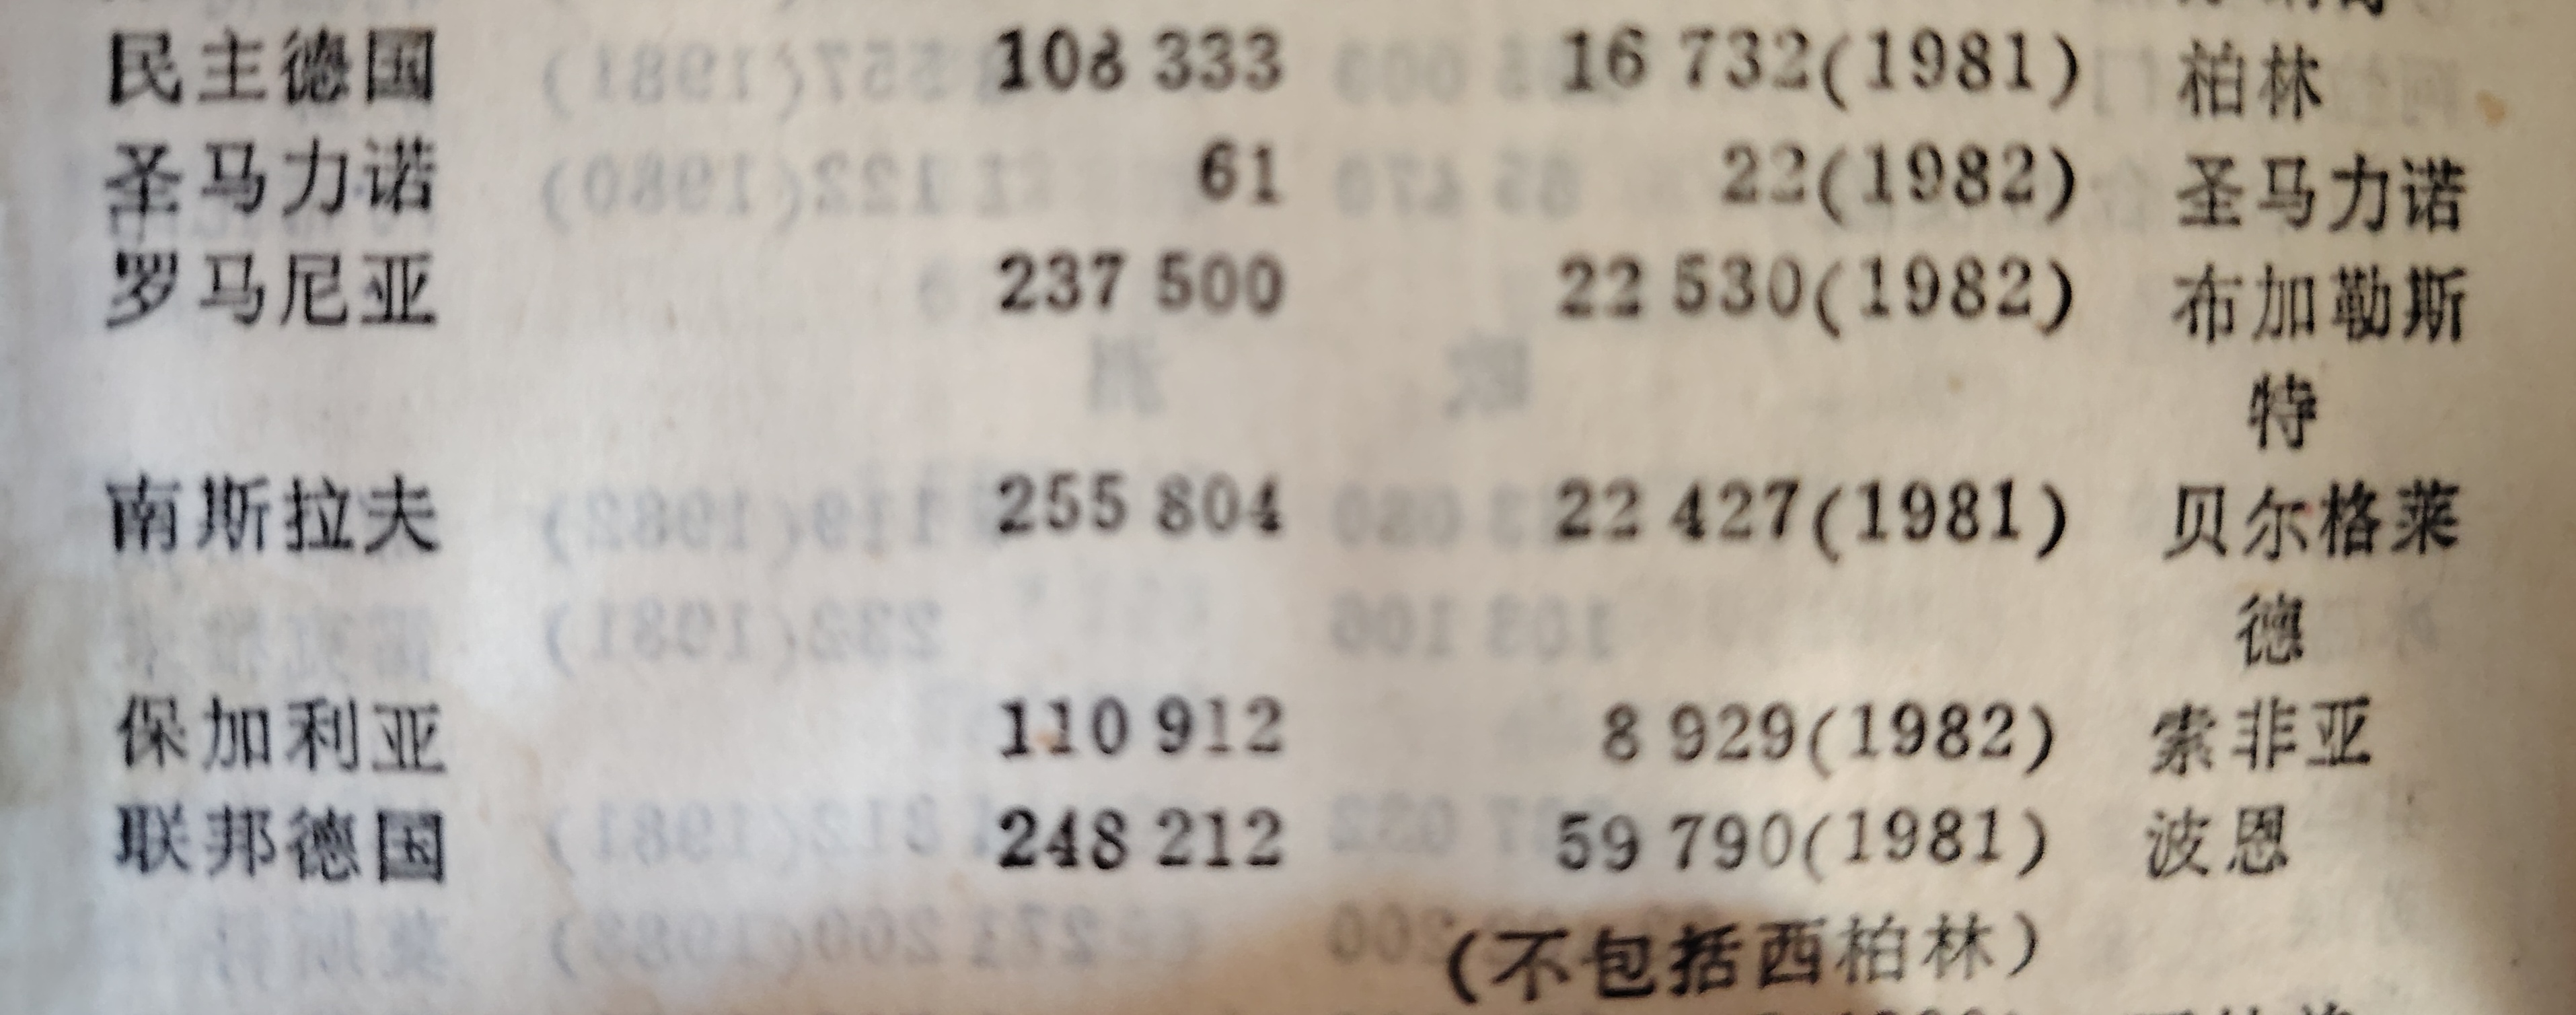 民主德国 108 333 16 732(1981) 柏林
圣马力诺 61 22(1982) 圣马力诺
罗马尼亚 237 500 22 530(1982) 布加勒斯
特
南斯拉夫 255 804 22 427(1981) 贝尔格莱
德
保加利亚 110 912 8 929(1982) 索非亚
联邦德国 248 212 59 790(1981) 波恩
(不包括西柏林)